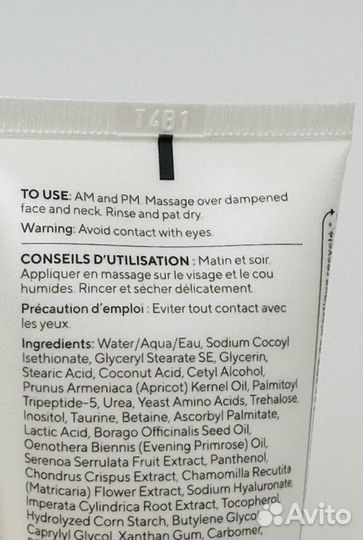 T4B1
TO USE: AM and PM. Massage over dampened
face and neck. Rinse and pat dry.
Warning: Avoid contact with eyes.
CONSEILS D'UTILISATION : Matin et soir.
Appliquer en massage sur le visage et le cou
humides. Rincer et sécher délicatement.
Précaution d'emploi : Eviter tout contact avec
les yeux.
Ingredients: Water/Aqua/Eau, Sodium Cocoyl
Isethionate, Glyceryl Stearate SE, Glycerin,
Stearic Acid, Coconut Acid, Cetyl Alcohol,
Prunus Armeniaca (Apricot) Kernel Oil, Palmitoyl
Tripeptide-5, Urea, Yeast Amino Acids, Trehalose,
Inositol, Taurine, Betaine, Ascorbyl Palmitate,
Lactic Acid, Borago Officinalis Seed Oil,
Oenothera Biennis (Evening Primrose) Oil,
Serenoa Serrulata Fruit Extract, Panthenol,
Chondrus Crispus Extract, Chamomilla Recutita
(Matricaria) Flower Extract, Sodium Hyaluronate,
Imperata Cylindrica Root Extract, Tocopherol,
Hydrolyzed Corn Starch, Butylene Glycol,
Caprylyl Glycol, Xanthan Gum, Carbomer,
Avito